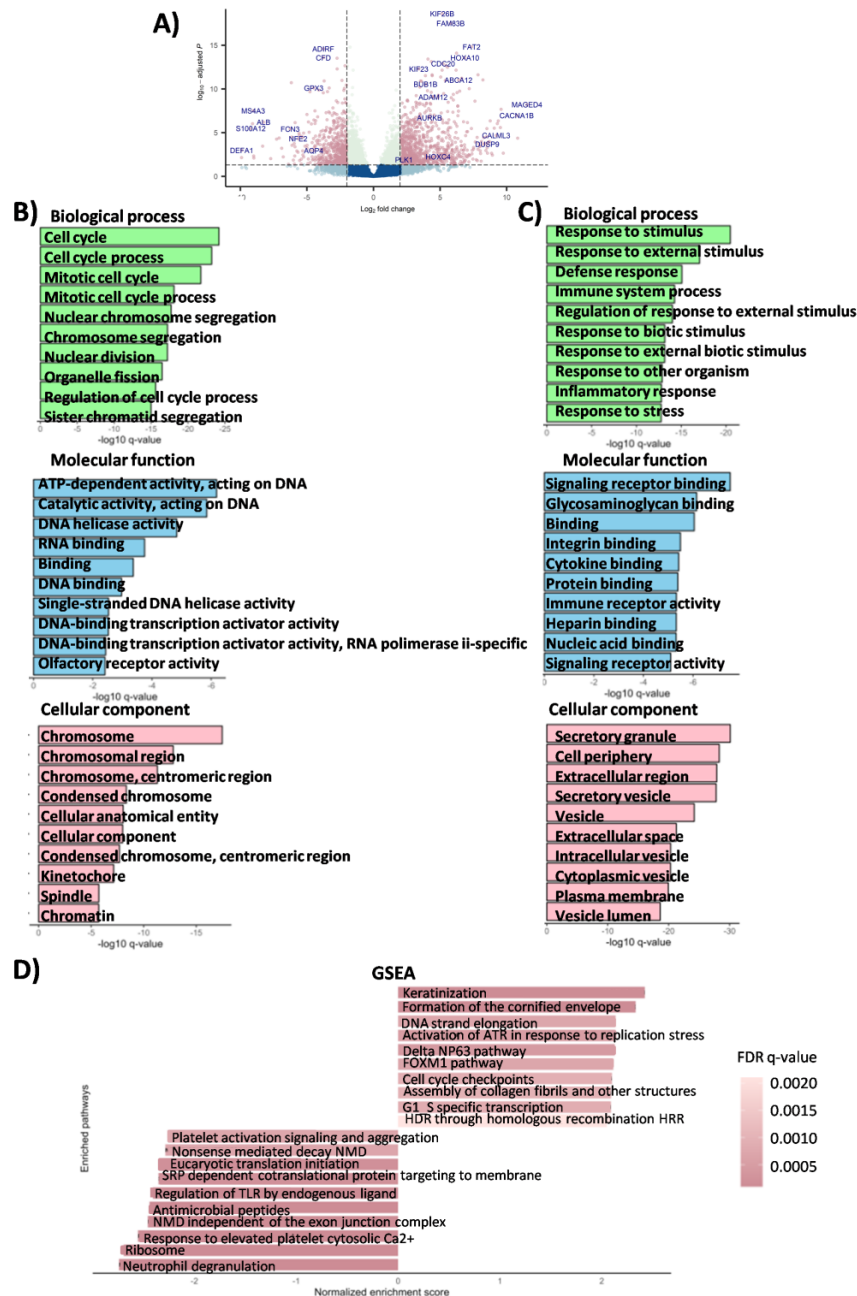 A)
KIF26B
FAM83B
ADIRF
CFD
FAT2
HOXA10
CDC20
KIF23
GPX3
BUB1B
ABCA12
ADAM12
MS4A3
ALB
S100A12
FCN3
NFE2
DEFA1
AQP4
MAGED4
CACNA1B
AURKB
CALML3
DUSP9
PLK1
HOXC4
log10 – adjusted P
15
10
5
0
-5
0
5
10
Log2 fold change
B)
Biological process
Cell cycle
Cell cycle process
Mitotic cell cycle
Mitotic cell cycle process
Nuclear chromosome segregation
Chromosome segregation
Nuclear division
Organelle fission
Regulation of cell cycle process
Sister chromatid segregation
0 -5 -10 -15 -20 -25
-log10 q-value
Molecular function
ATP-dependent activity, acting on DNA
Catalytic activity, acting on DNA
DNA helicase activity
RNA binding
Binding
DNA binding
Single-stranded DNA helicase activity
DNA-binding transcription activator activity
DNA-binding transcription activator activity, RNA polimerase ii-specific
Olfactory receptor activity
0 -2 -4 -6
-log10 q-value
Cellular component
Chromosome
Chromosomal region
Chromosome, centromeric region
Condensed chromosome
Cellular anatomical entity
Cellular component
Condensed chromosome, centromeric region
Kinetochore
Spindle
Chromatin
0 -5 -10 -15
-log10 q-value
C)
Biological process
Response to stimulus
Response to external stimulus
Defense response
Immune system process
Regulation of response to external stimulus
Response to biotic stimulus
Response to external biotic stimulus
Response to other organism
Inflammatory response
Response to stress
0 -5 -10 -15 -20
-log10 q-value
Molecular function
Signaling receptor binding
Glycosaminoglycan binding
Binding
Integrin binding
Cytokine binding
Protein binding
Immune receptor activity
Heparin binding
Nucleic acid binding
Signaling receptor activity
0 -2 -4 -6
-log10 q-value
Cellular component
Secretory granule
Cell periphery
Extracellular region
Secretory vesicle
Vesicle
Extracellular space
Intracellular vesicle
Cytoplasmic vesicle
Plasma membrane
Vesicle lumen
0 -10 -20 -30
-log10 q-value
D)
GSEA
Keratinization
Formation of the cornified envelope
DNA strand elongation
Activation of ATR in response to replication stress
Delta NP63 pathway
FOXM1 pathway
Cell cycle checkpoints
Assembly of collagen fibrils and other structures
G1_S specific transcription
HDR through homologous recombination HRR
Platelet activation signaling and aggregation
Nonsense mediated decay NMD
Eucaryotic translation initiation
SRP dependent cotranslational protein targeting to membrane
Regulation of TLR by endogenous ligand
Antimicrobial peptides
NMD independent of the exon junction complex
Response to elevated platelet cytosolic Ca2+
Ribosome
Neutrophil degranulation
Enriched pathways
-2 -1 0 1 2
Normalized enrichment score
FDR q-value
0.0020
0.0015
0.0010
0.0005